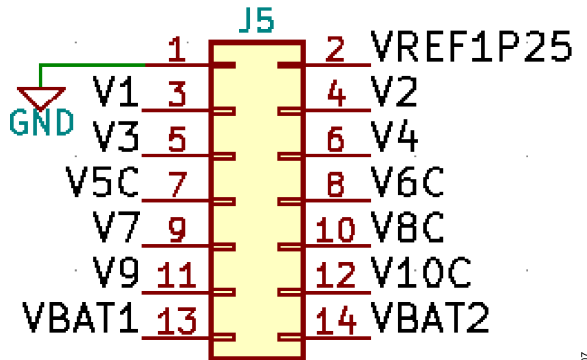 J5
1 2 VREF1P25
GND
V1 3 4 V2
V3 5 6 V4
V5C 7 8 V6C
V7 9 10 V8C
V9 11 12 V10C
VBAT1 13 14 VBAT2